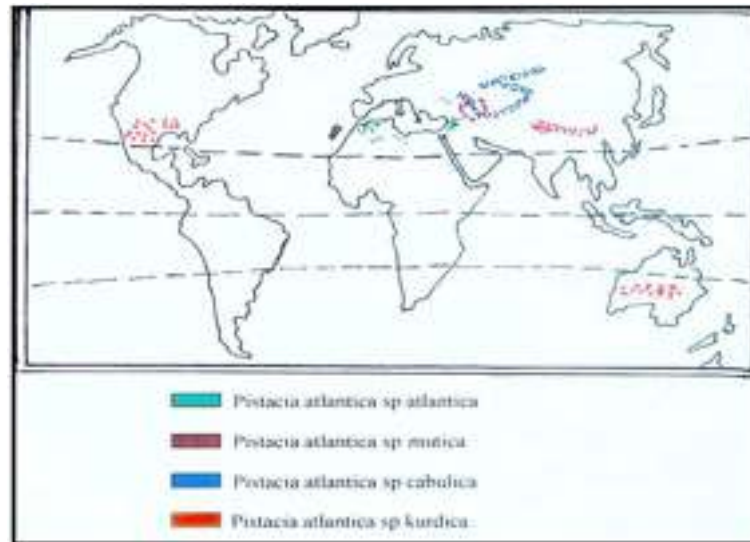 Pistacia atlantica sp atlantica
Pistacia atlantica sp mutica
Pistacia atlantica sp cabulica
Pistacia atlantica sp kurdica